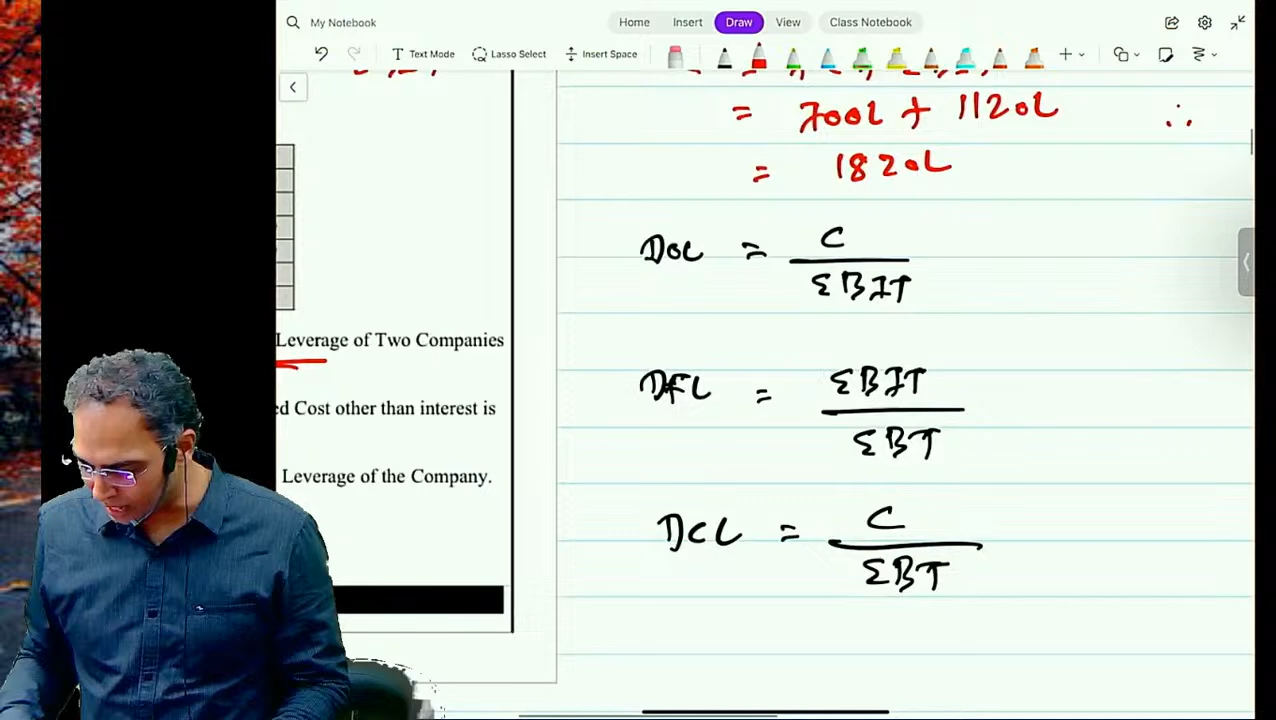 My Notebook
Home Insert Draw View Class Notebook
Text Mode Lasso Select Insert Space
= 700L + 1120L ∴
= 1820L
DOL = C / EBIT
Leverage of Two Companies
DFL = EBIT / EBT
ed Cost other than interest is
Leverage of the Company.
DCL = C / EBT